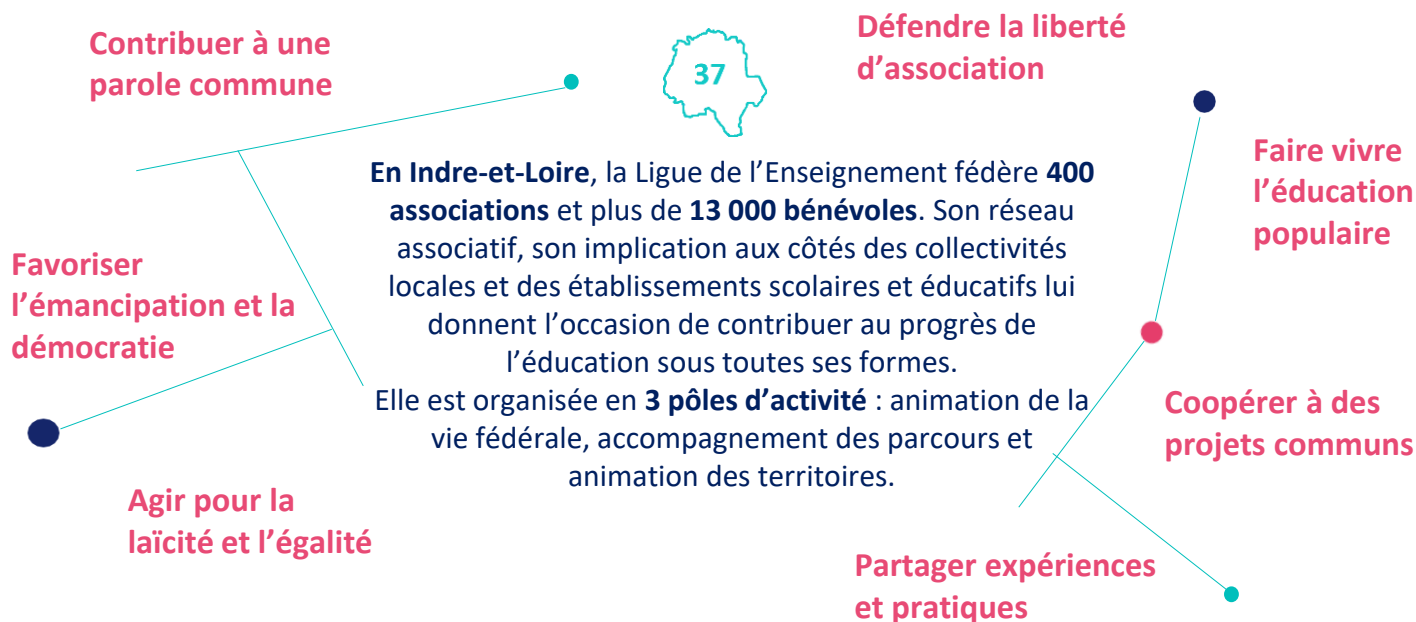 Contribuer à une
parole commune
37
Défendre la liberté
d'association
Faire vivre
l'éducation
populaire
En Indre-et-Loire, la Ligue de l'Enseignement fédère 400
associations et plus de 13 000 bénévoles. Son réseau
associatif, son implication aux côtés des collectivités
locales et des établissements scolaires et éducatifs lui
donnent l'occasion de contribuer au progrès de
l'éducation sous toutes ses formes.
Elle est organisée en 3 pôles d'activité : animation de la
vie fédérale, accompagnement des parcours et
animation des territoires.
Favoriser
l'émancipation et la
démocratie
Coopérer à des
projets communs
Agir pour la
laïcité et l'égalité
Partager expériences
et pratiques